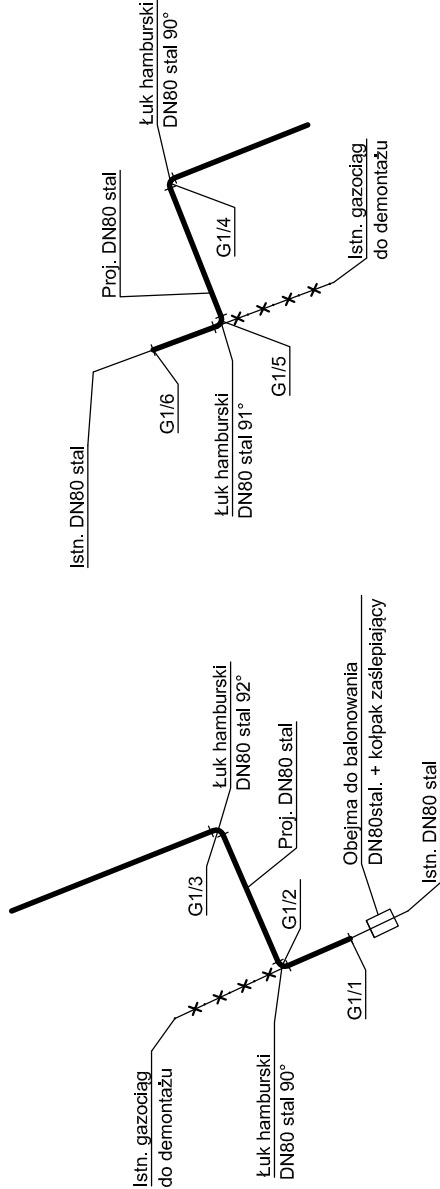 Istn. gazociąg
do demontażu
Łuk hamburski
DN80 stal 90°
G1/1
G1/2
G1/3
Łuk hamburski
DN80 stal 92°
Proj. DN80 stal
Obejma do balonowania
DN80stal. + kołpak zaślepiający
Istn. DN80 stal
Istn. DN80 stal
G1/6
Łuk hamburski
DN80 stal 91°
G1/5
Proj. DN80 stal
G1/4
Łuk hamburski
DN80 stal 90°
Istn. gazociąg
do demontażu